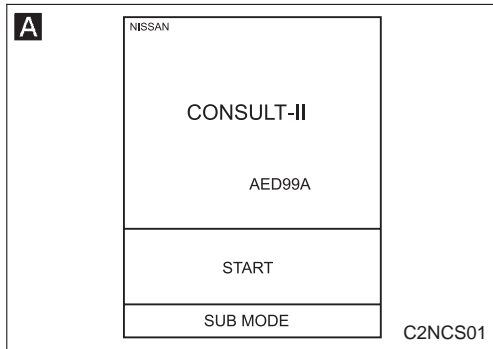 A
NISSAN
CONSULT-II
AED99A
START
SUB MODE
C2NCS01